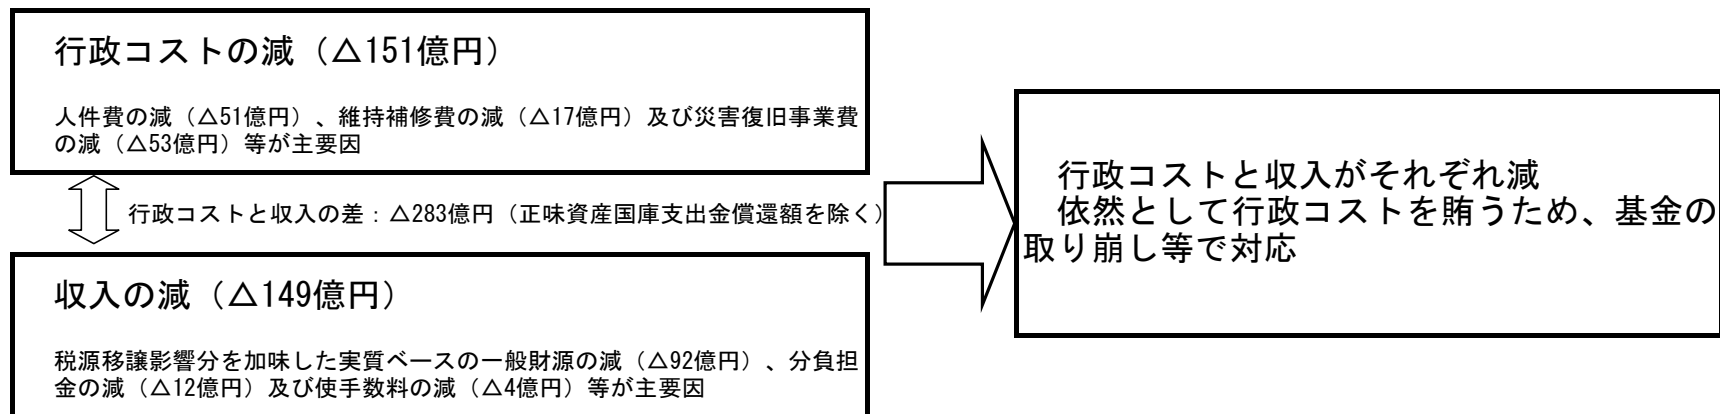 行政コストの減（△151億円）
人件費の減（△51億円）、維持補修費の減（△17億円）及び災害復旧事業費
の減（△53億円）等が主要因
行政コストと収入の差：△283億円（正味資産国庫支出金償還額を除く）
収入の減（△149億円）
税源移譲影響分を加味した実質ベースの一般財源の減（△92億円）、分負担
金の減（△12億円）及び使手数料の減（△4億円）等が主要因
行政コストと収入がそれぞれ減
依然として行政コストを賄うため、基金の
取り崩し等で対応